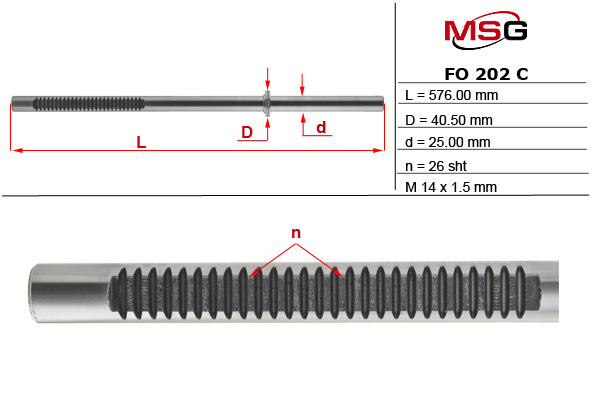 MSG
FO 202 C
L = 576.00 mm
D = 40.50 mm
d = 25.00 mm
n = 26 sht
M 14 x 1.5 mm
L
D
d
n